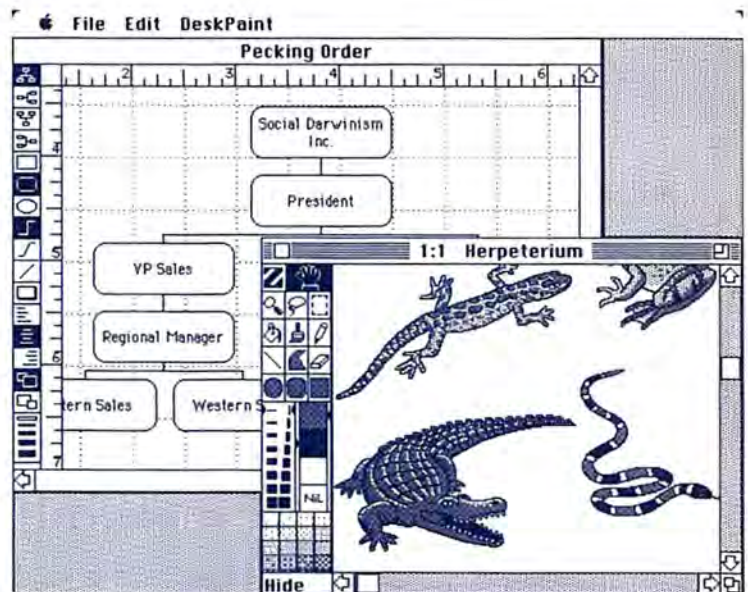 File Edit DeskPaint
Pecking Order
2 3 4 5 6
4
5
6
7
Social Darwinism
Inc.
President
VP Sales
Regional Manager
tern Sales
Western S
1:1 Herpeterium
NiL
Hide